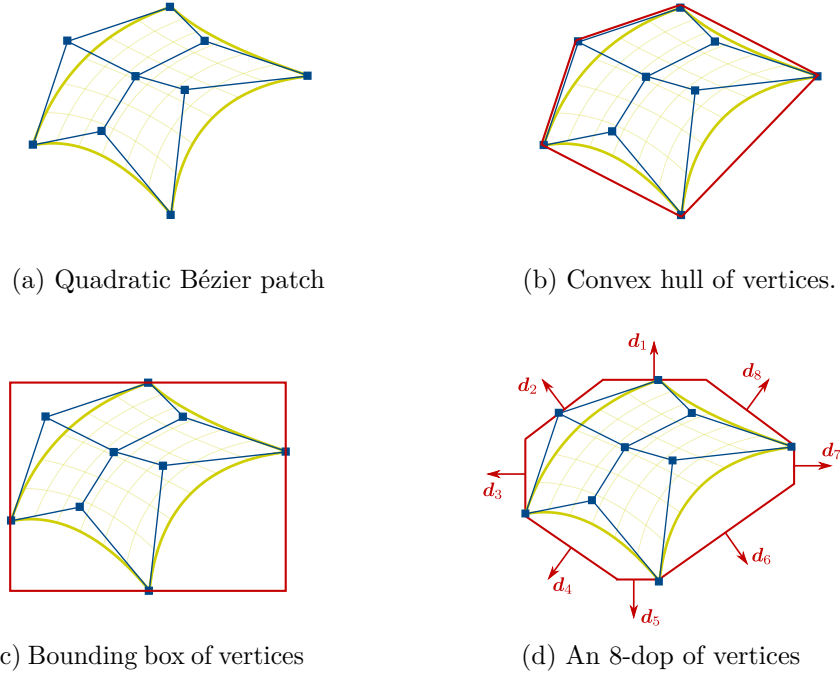 (a) Quadratic Bézier patch
(b) Convex hull of vertices.
d1
d2
d8
d3
d7
d4
d6
d5
c) Bounding box of vertices
(d) An 8-dop of vertices